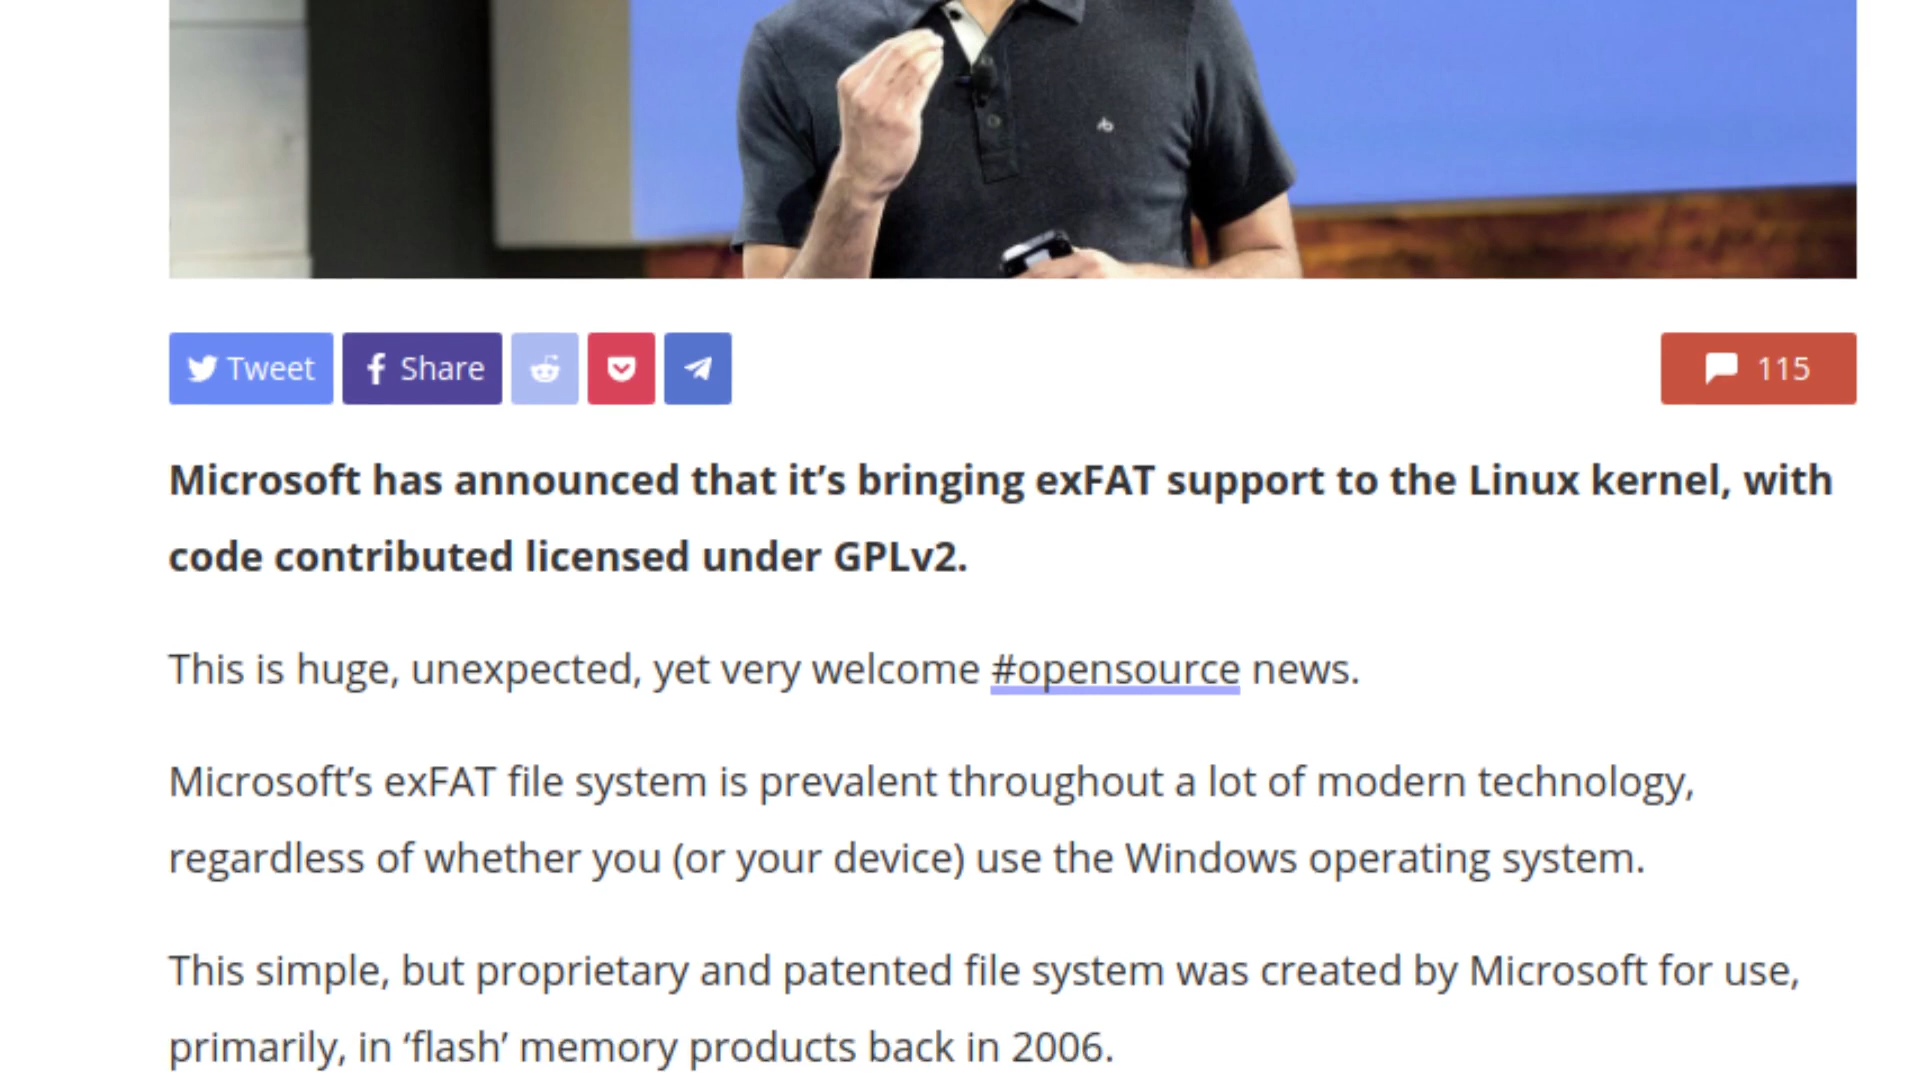 Tweet Share 115
Microsoft has announced that it’s bringing exFAT support to the Linux kernel, with
code contributed licensed under GPLv2.
This is huge, unexpected, yet very welcome #opensource news.
Microsoft’s exFAT file system is prevalent throughout a lot of modern technology,
regardless of whether you (or your device) use the Windows operating system.
This simple, but proprietary and patented file system was created by Microsoft for use,
primarily, in ‘flash’ memory products back in 2006.